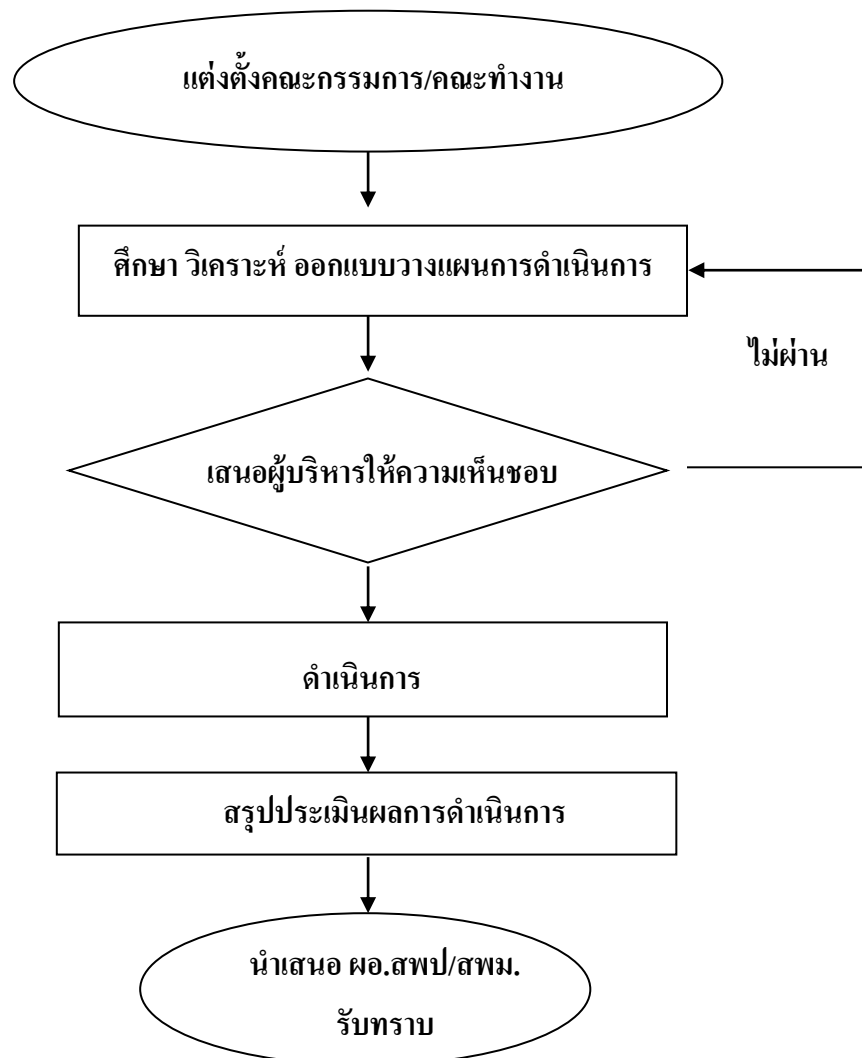 แต่งตั้งคณะกรรมการ/คณะทำงาน
ศึกษา วิเคราะห์ ออกแบบวางแผนการดำเนินการ
ไม่ผ่าน
เสนอผู้บริหารให้ความเห็นชอบ
ดำเนินการ
สรุปประเมินผลการดำเนินการ
นำเสนอ ผอ.สพป/สพม.
รับทราบ